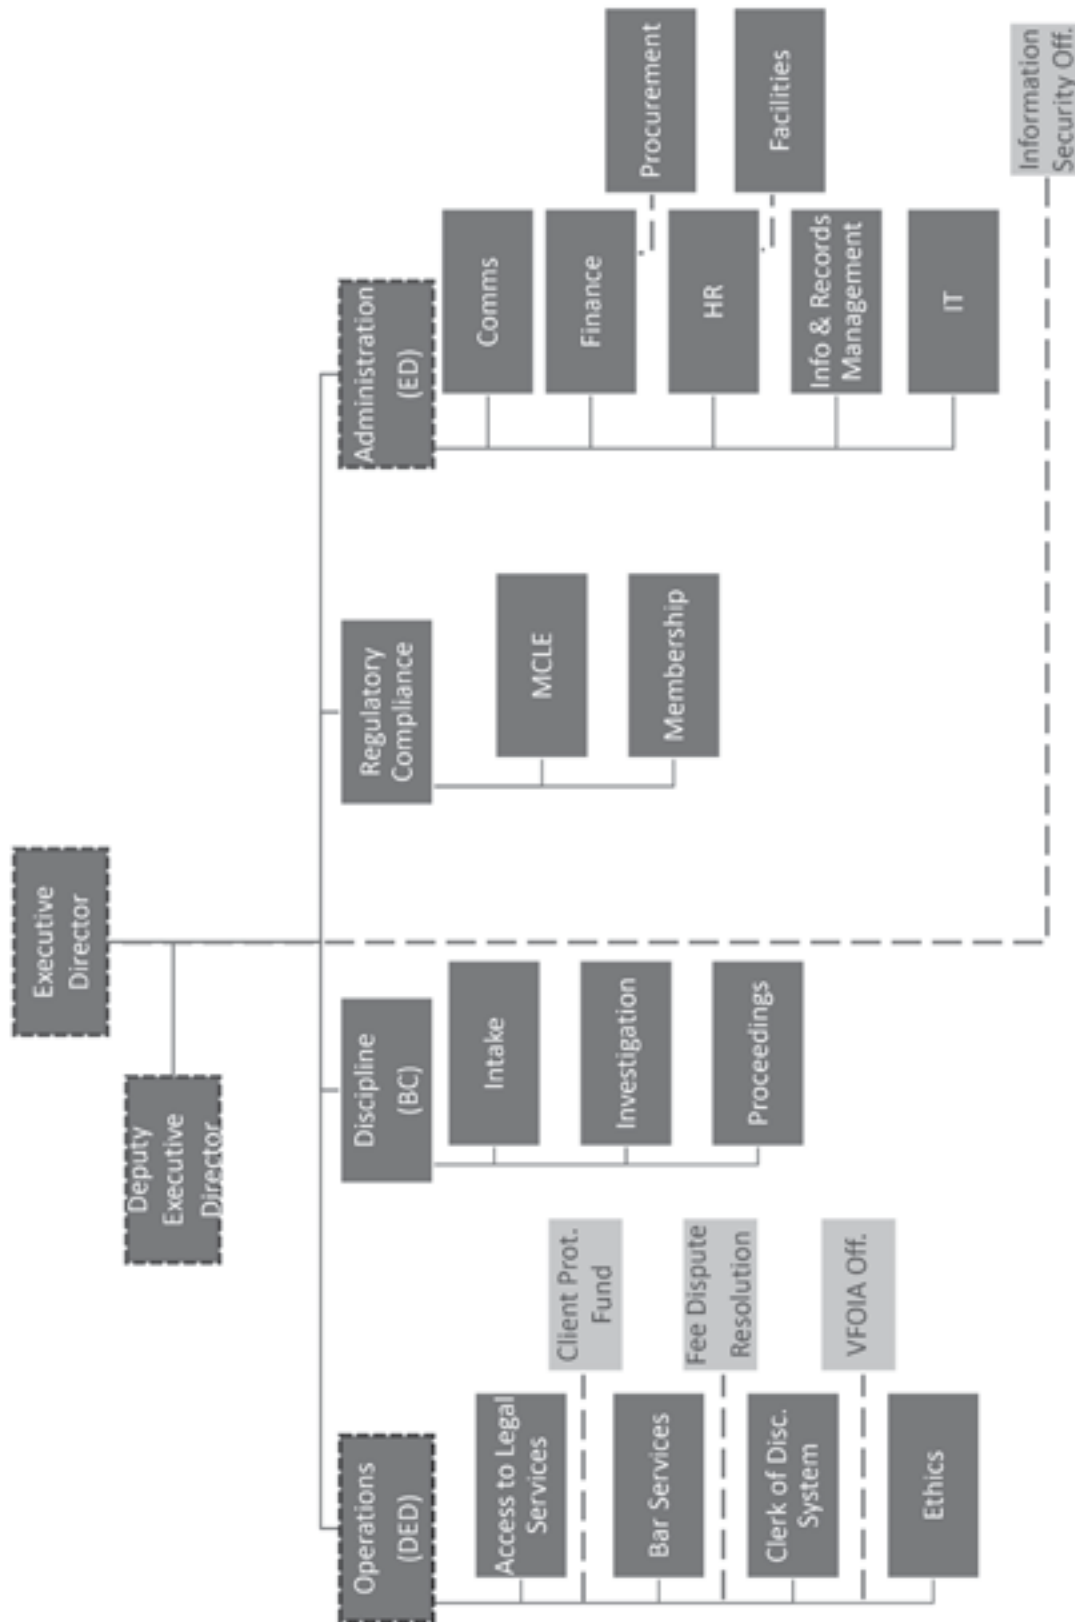 Executive
Director
Deputy
Executive
Director
Operations
(DED)
Access to Legal
Services
Client Prot.
Fund
Bar Services
Fee Dispute
Resolution
Clerk of Disc.
System
VFOIA Off.
Ethics
Discipline
(BC)
Intake
Investigation
Proceedings
Regulatory
Compliance
MCLE
Membership
Administration
(ED)
Comms
Finance
Procurement
HR
Facilities
Info & Records
Management
IT
Information
Security Off.